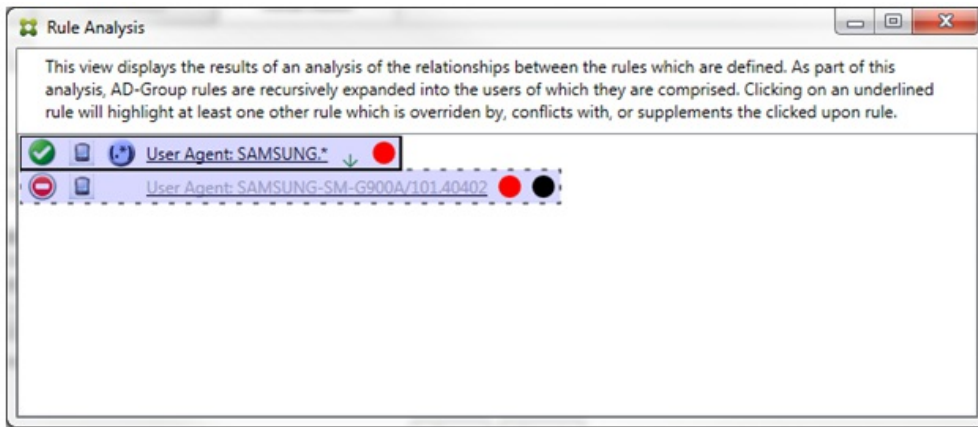 Rule Analysis
This view displays the results of an analysis of the relationships between the rules which are defined. As part of this
analysis, AD-Group rules are recursively expanded into the users of which they are comprised. Clicking on an underlined
rule will highlight at least one other rule which is overriden by, conflicts with, or supplements the clicked upon rule.
(.*) User Agent: SAMSUNG.*
User Agent: SAMSUNG-SM-G900A/101.40402